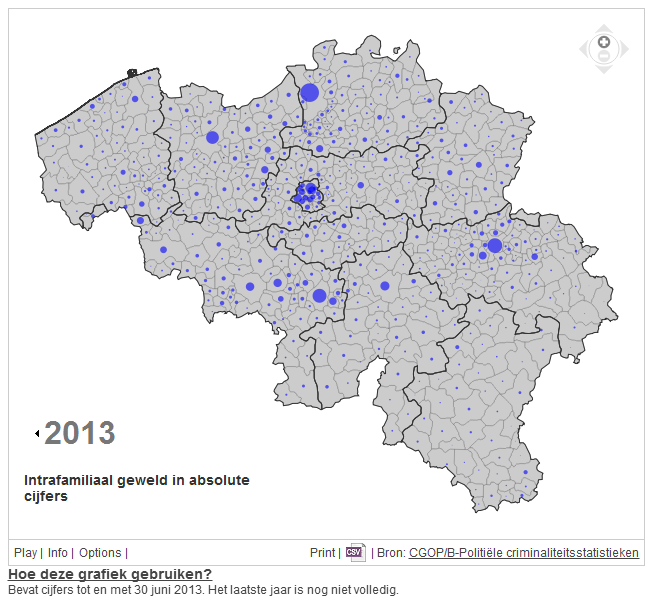 2013
Intrafamiliaal geweld in absolute
cijfers
Play | Info | Options |
Print | CSV | Bron: CGOP/B-Politiële criminaliteitsstatistieken
Hoe deze grafiek gebruiken?
Bevat cijfers tot en met 30 juni 2013. Het laatste jaar is nog niet volledig.